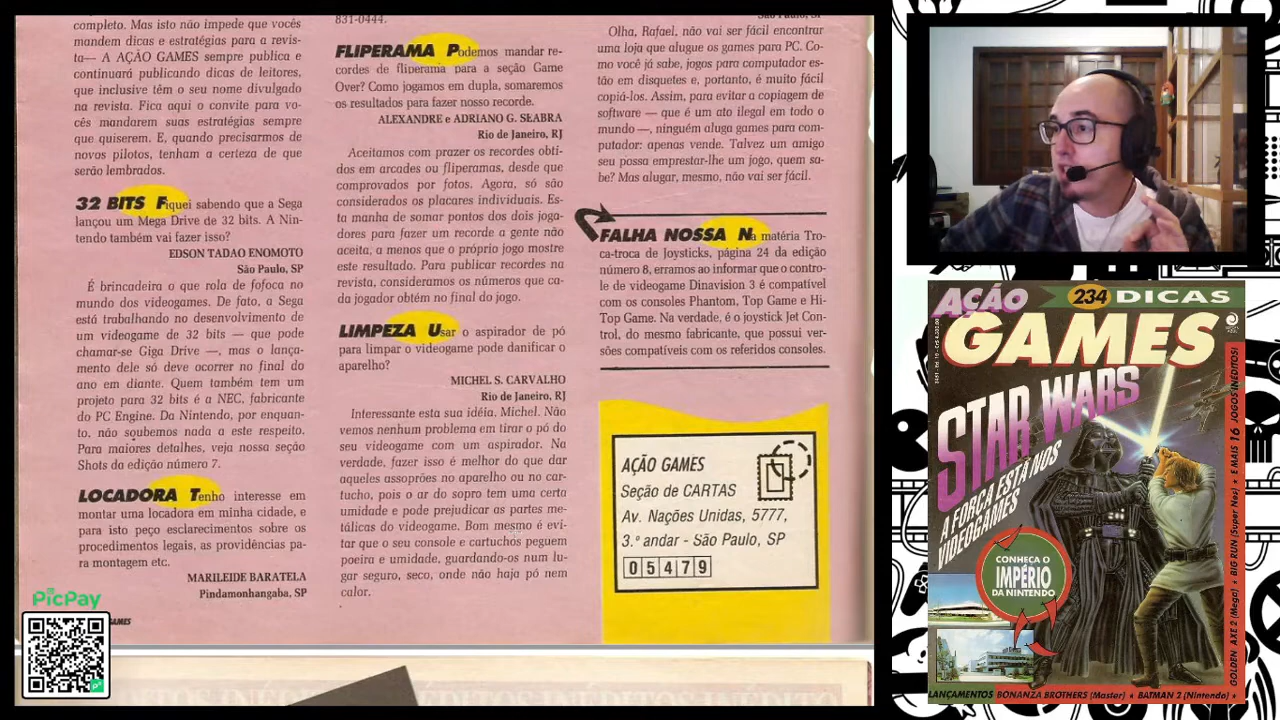 completo. Mas isto não impede que vocês
mandem dicas e estratégias para a revis-
ta— A AÇÃO GAMES sempre publica e
continuará publicando dicas de leitores,
que inclusive têm o seu nome divulgado
na revista. Fica aqui o convite para vo-
cês mandarem suas estratégias sempre
que quiserem. E, quando precisarmos de
novos pilotos, tenham a certeza de que
serão lembrados.
32 BITS Fiquei sabendo que a Sega
lançou um Mega Drive de 32 bits. A Nin-
tendo também vai fazer isso?
EDSON TADAO ENOMOTO
São Paulo, SP
É brincadeira o que rola de fofoca no
mundo dos videogames. De fato, a Sega
está trabalhando no desenvolvimento de
um videogame de 32 bits — que pode
chamar-se Giga Drive —, mas o lança-
mento dele só deve ocorrer no final do
ano em diante. Quem também tem um
projeto para 32 bits é a NEC, fabricante
do PC Engine. Da Nintendo, por enquan-
to, não soubemos nada a este respeito.
Para maiores detalhes, veja nossa seção
Shots da edição número 7.
LOCADORA Tenho interesse em
montar uma locadora em minha cidade, e
para isto peço esclarecimentos sobre os
procedimentos legais, as providências pa-
ra montagem etc.
MARILEIDE BARATELA
Pindamonhangaba, SP
GAMES
PicPay
831-0444.
FLIPERAMA Podemos mandar re-
cordes de fliperama para a seção Game
Over? Como jogamos em dupla, somaremos
os resultados para fazer nosso recorde.
ALEXANDRE e ADRIANO G. SEABRA
Rio de Janeiro, RJ
Aceitamos com prazer os recordes obti-
dos em arcades ou fliperamas, desde que
comprovados por fotos. Agora, só são
considerados os placares individuais. Es-
ta manha de somar pontos dos dois joga-
dores para fazer um recorde a gente não
aceita, a menos que o próprio jogo mostre
este resultado. Para publicar recordes na
revista, consideramos os números que ca-
da jogador obtém no final do jogo.
LIMPEZA Usar o aspirador de pó
para limpar o videogame pode danificar o
aparelho?
MICHEL S. CARVALHO
Rio de Janeiro, RJ
Interessante esta sua idéia, Michel. Não
vemos nenhum problema em tirar o pó do
seu videogame com um aspirador. Na
verdade, fazer isso é melhor do que dar
aqueles assoprões no aparelho ou no car-
tucho, pois o ar do sopro tem uma certa
umidade e pode prejudicar as partes me-
tálicas do videogame. Bom mesmo é evi-
tar que o seu console e cartuchos peguem
poeira e umidade, guardando-os num lu-
gar seguro, seco, onde não haja pó nem
calor.
São Paulo, SP
Olha, Rafael, não vai ser fácil encontrar
uma loja que alugue os games para PC. Co-
mo você já sabe, jogos para computador es-
tão em disquetes e, portanto, é muito fácil
copiá-los. Assim, para evitar a copiagem de
software — que é um ato ilegal em todo o
mundo —, ninguém aluga games para com-
putador: apenas vende. Talvez um amigo
seu possa emprestar-lhe um jogo, quem sa-
be? Mas alugar, mesmo, não vai ser fácil.
FALHA NOSSA Na matéria Tro-
ca-troca de Joysticks, página 24 da edição
número 8, erramos ao informar que o contro-
le de videogame Dinavision 3 é compatível
com os consoles Phantom, Top Game e Hi-
Top Game. Na verdade, é o joystick Jet Con-
trol, do mesmo fabricante, que possui ver-
sões compatíveis com os referidos consoles.
AÇÃO GAMES
Seção de CARTAS
Av. Nações Unidas, 5777,
3.º andar - São Paulo, SP
05479
AÇÃO 234 DICAS
GAMES
STAR WARS
A FORÇA ESTÁ NOS
VIDEOGAMES
CONHEÇA O
IMPÉRIO
DA NINTENDO
GOLDEN AXE 2 (Mega) ★ BIG RUN (Super Nes) ★ E MAIS 16 JOGOS INÉDITOS!
LANÇAMENTOS BONANZA BROTHERS (Master) ★ BATMAN 2 (Nintendo) ★